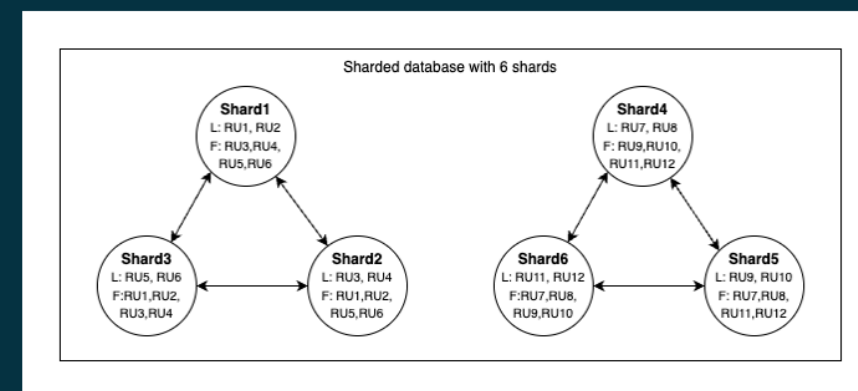 Sharded database with 6 shards
Shard1
L: RU1, RU2
F: RU3,RU4,
RU5,RU6
Shard4
L: RU7, RU8
F: RU9,RU10,
RU11,RU12
Shard3
L: RU5, RU6
F:RU1,RU2,
RU3,RU4
Shard2
L: RU3, RU4
F: RU1,RU2,
RU5,RU6
Shard6
L: RU11, RU12
F:RU7,RU8,
RU9,RU10
Shard5
L: RU9, RU10
F: RU7,RU8,
RU11,RU12